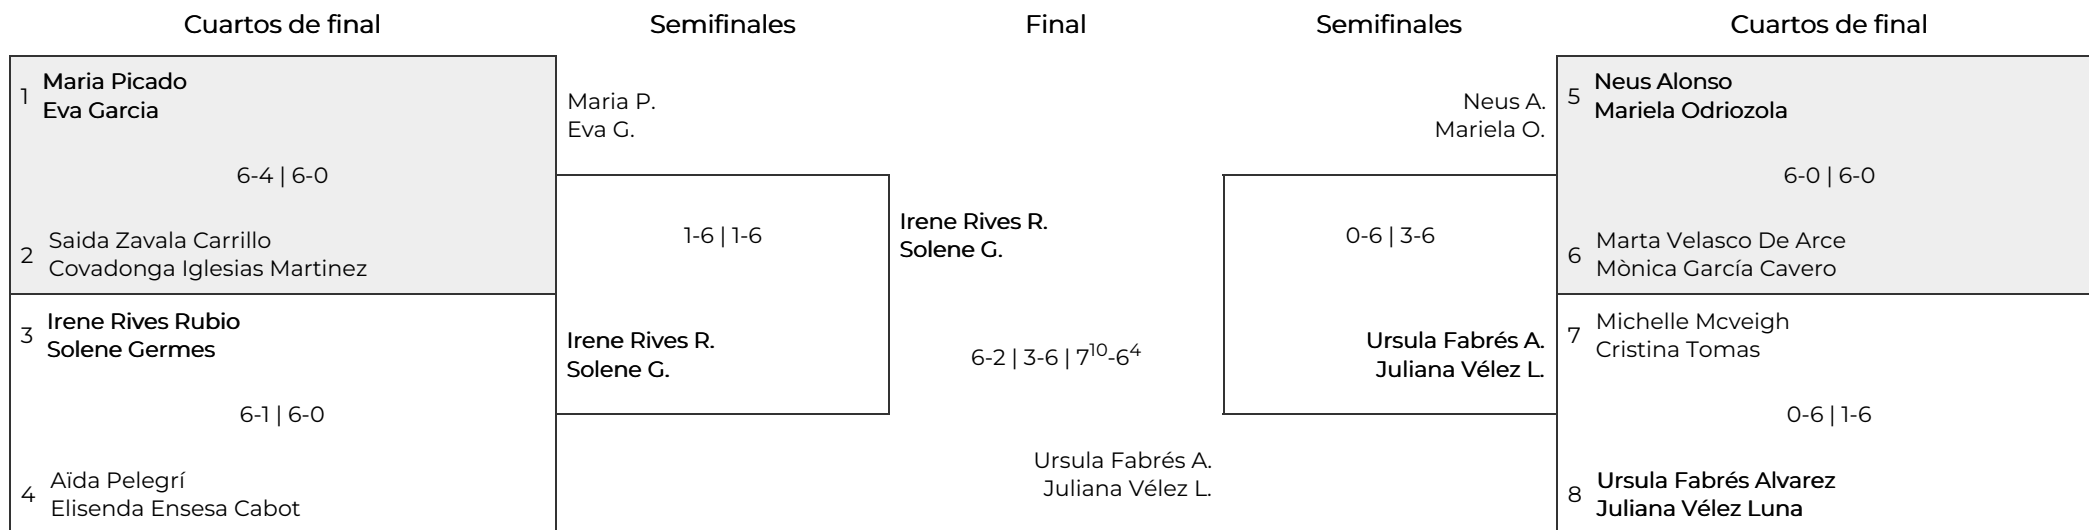 Cuartos de final
Semifinales
Final
Semifinales
Cuartos de final
1
Maria Picado
Eva Garcia
6-4 | 6-0
2
Saida Zavala Carrillo
Covadonga Iglesias Martinez
3
Irene Rives Rubio
Solene Germes
6-1 | 6-0
4
Aïda Pelegrí
Elisenda Ensesa Cabot
Maria P.
Eva G.
1-6 | 1-6
Irene Rives R.
Solene G.
Irene Rives R.
Solene G.
6-2 | 3-6 | 7¹⁰-6⁴
Ursula Fabrés A.
Juliana Vélez L.
Neus A.
Mariela O.
0-6 | 3-6
Ursula Fabrés A.
Juliana Vélez L.
5
Neus Alonso
Mariela Odriozola
6-0 | 6-0
6
Marta Velasco De Arce
Mònica García Cavero
7
Michelle Mcveigh
Cristina Tomas
0-6 | 1-6
8
Ursula Fabrés Alvarez
Juliana Vélez Luna